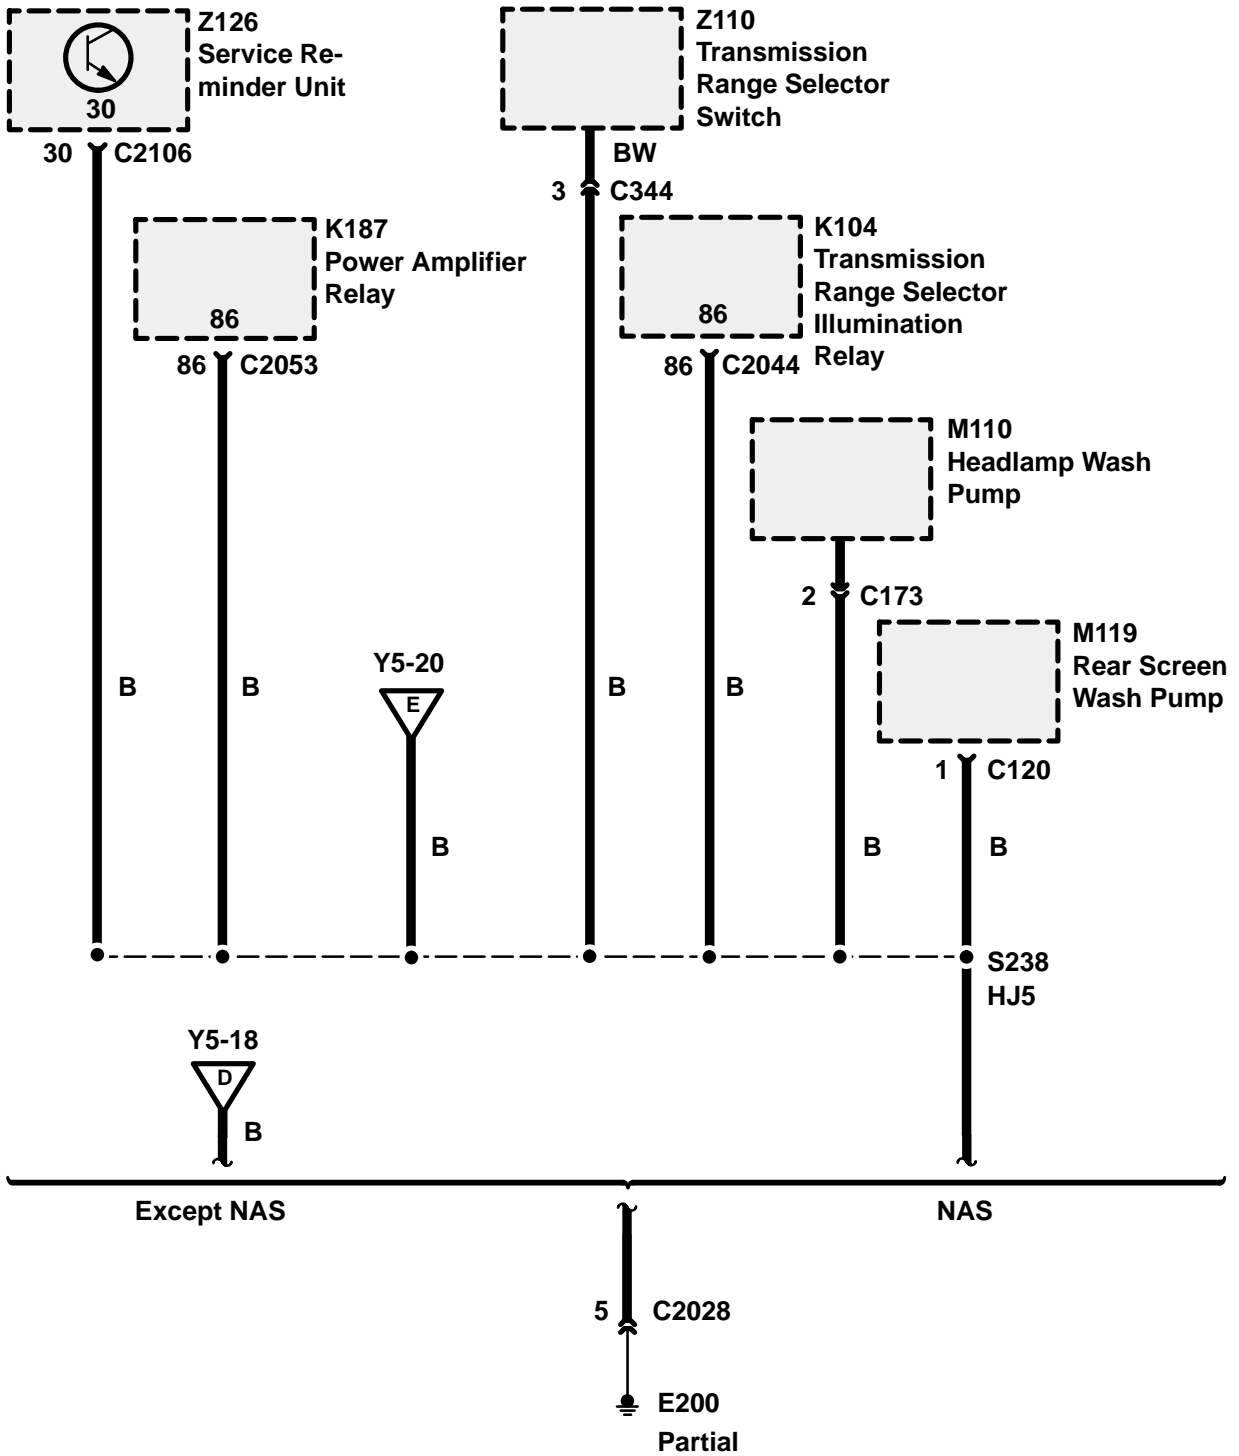 Z126
Service Re-
minder Unit
30
30 C2106
Z110
Transmission
Range Selector
Switch
BW
3 C344
K187
Power Amplifier
Relay
86
86 C2053
K104
Transmission
Range Selector
Illumination
Relay
86
86 C2044
M110
Headlamp Wash
Pump
2 C173
M119
Rear Screen
Wash Pump
1 C120
Y5-20
E
B
B
B
B
B
B
B
S238
HJ5
Y5-18
D
B
Except NAS
NAS
5 C2028
E200
Partial